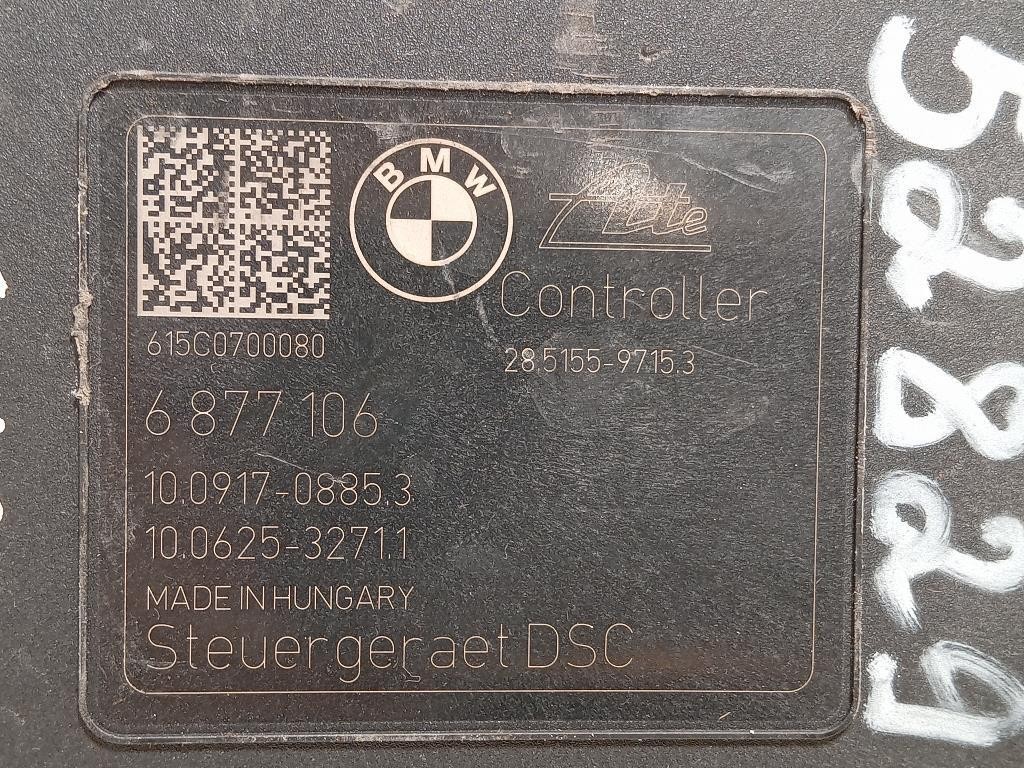 BMW
Ate
Controller
615C0700080
28.5155-9715.3
6 877 106
10.0917-0885.3
10.0625-3271.1
MADE IN HUNGARY
Steuergeraet DSC